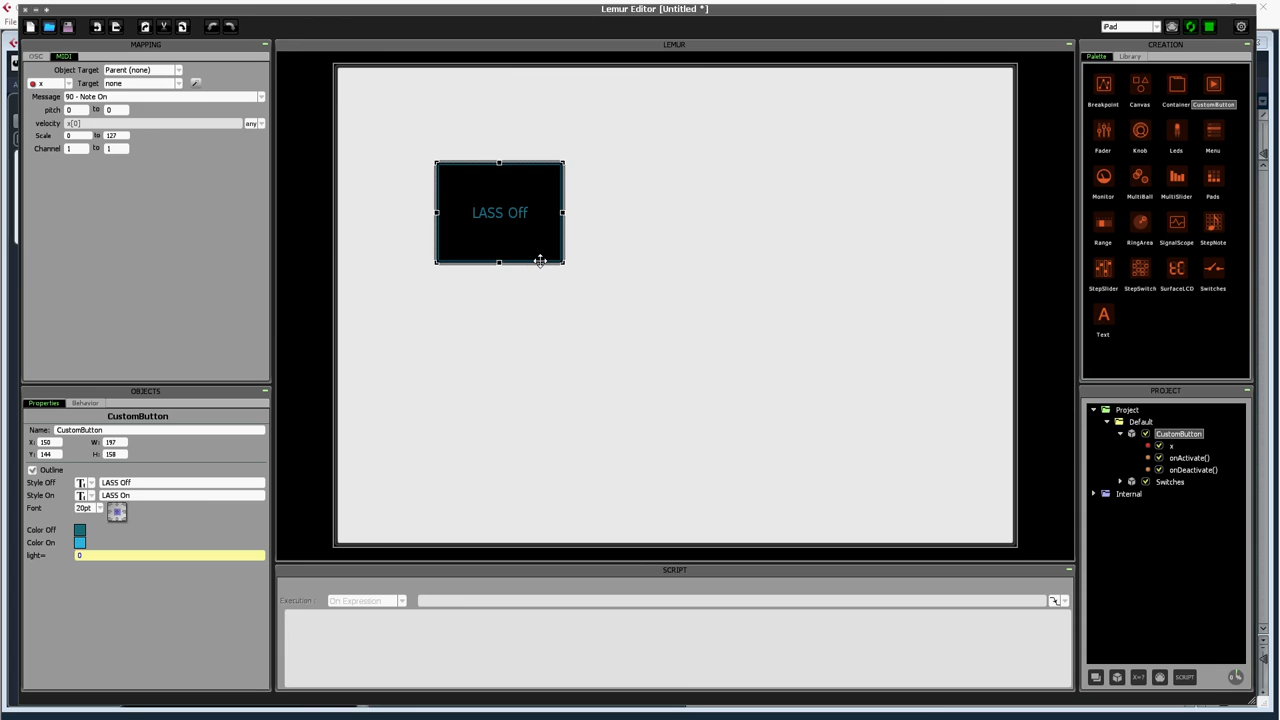 Lemur Editor [Untitled *]
iPad
MAPPING
OSC MIDI
Object Target Parent (none)
x Target none
Message 90 - Note On
pitch 0 to 0
velocity x[0] any
Scale 0 to 127
Channel 1 to 1
OBJECTS
Properties Behavior
CustomButton
Name: CustomButton
X: 150 W: 197
Y: 144 H: 158
Outline
Style Off LASS Off
Style On LASS On
Font 20pt
Color Off
Color On
light= 0
LEMUR
LASS Off
SCRIPT
Execution : On Expression
CREATION
Palette Library
Breakpoint Canvas Container CustomButton
Fader Knob Leds Menu
Monitor MultiBall MultiSlider Pads
Range RingArea SignalScope StepNote
StepSlider StepSwitch SurfaceLCD Switches
A
Text
PROJECT
Project
Default
CustomButton
x
onActivate()
onDeactivate()
Switches
Internal
X=? SCRIPT 0 %